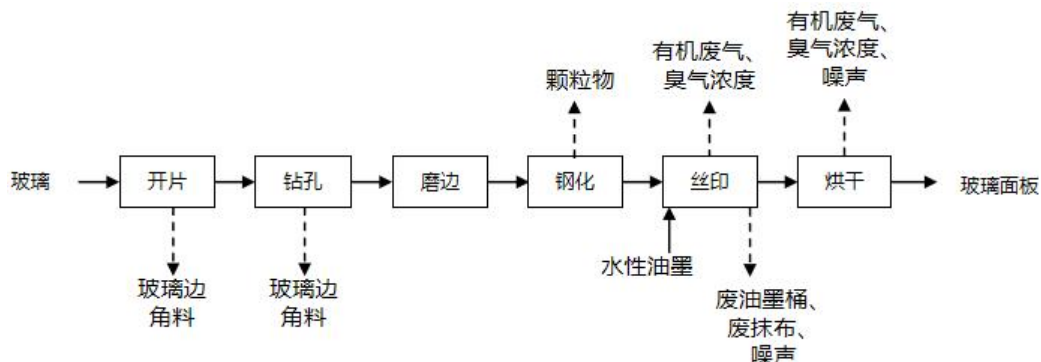 有机废气、
臭气浓度、
噪声
有机废气、
臭气浓度
颗粒物
玻璃
开片
钻孔
磨边
钢化
丝印
烘干
玻璃面板
水性油墨
玻璃边
角料
玻璃边
角料
废油墨桶、
废抹布、
噪声